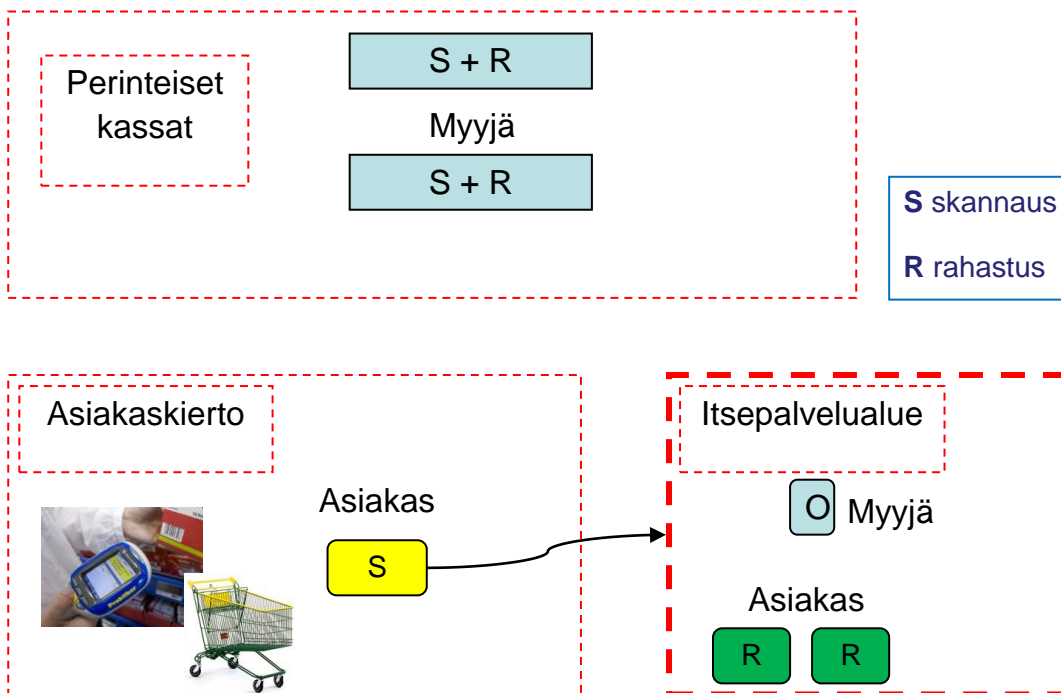 Perinteiset
kassat
S + R
Myyjä
S + R
S skannaus
R rahastus
Asiakaskierto
Asiakas
S
Itsepalvelualue
O Myyjä
Asiakas
R R